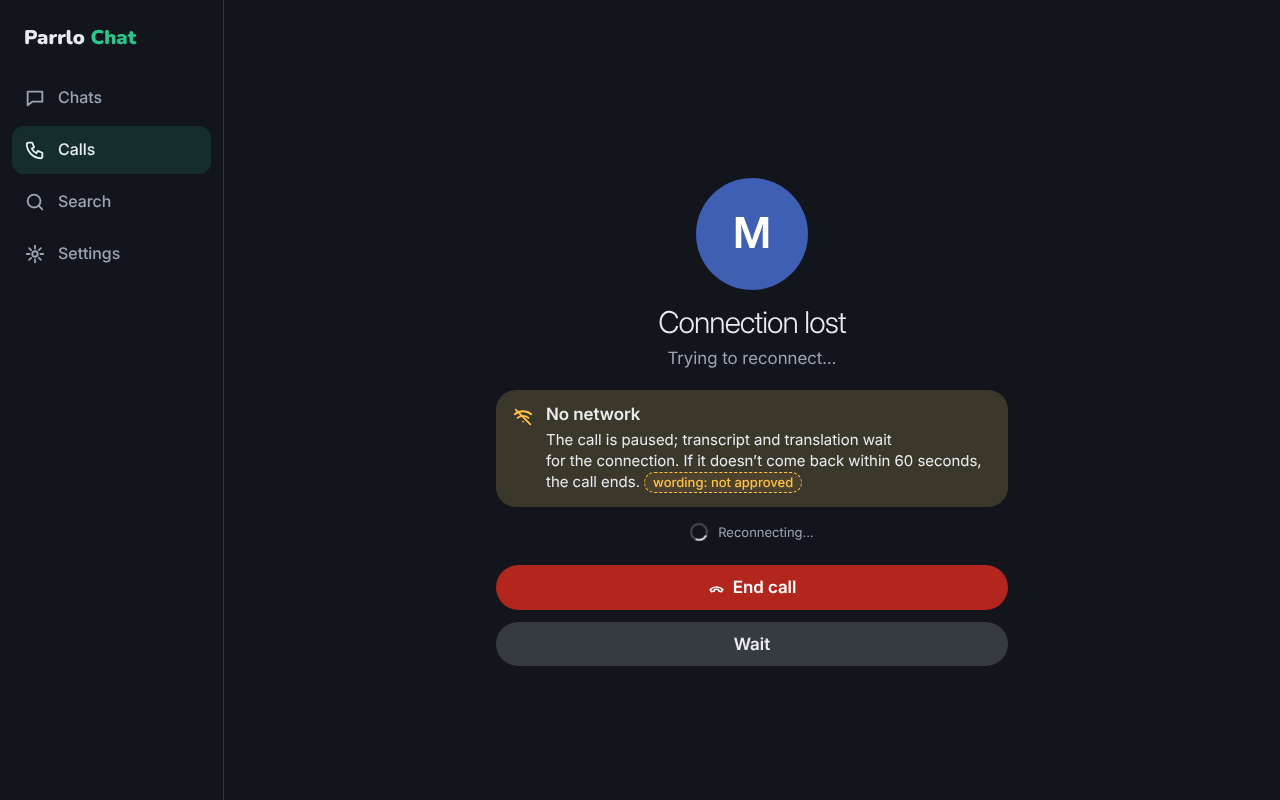 Parrlo Chat
Chats
Calls
Search
Settings
M
Connection lost
Trying to reconnect…
No network
The call is paused; transcript and translation wait
for the connection. If it doesn’t come back within 60 seconds,
the call ends. wording: not approved
Reconnecting…
End call
Wait